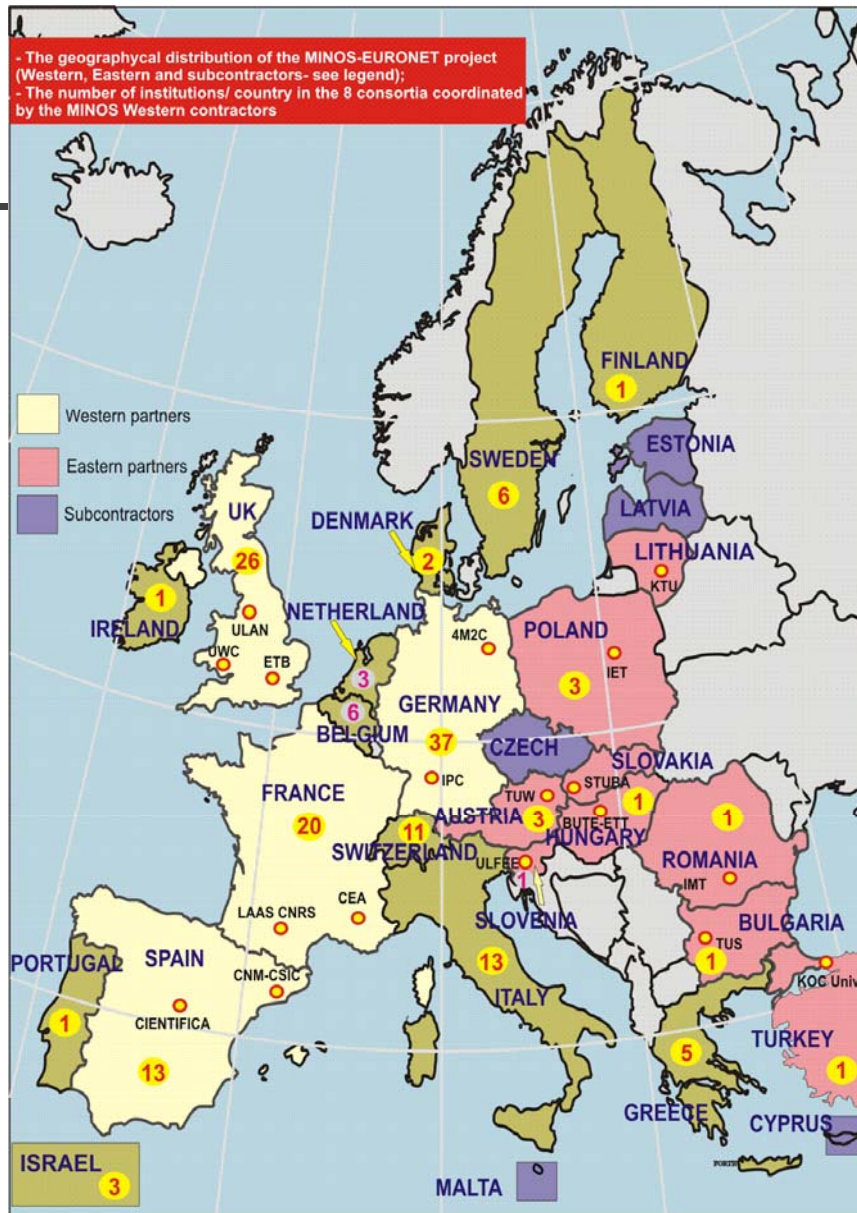 - The geographycal distribution of the MINOS-EURONET project
(Western, Eastern and subcontractors- see legend);
- The number of institutions/ country in the 8 consortia coordinated
by the MINOS Western contractors
FINLAND
1
Western partners
Eastern partners
Subcontractors
SWEDEN
6
ESTONIA
LATVIA
LITHUANIA
KTU
UK
26
DENMARK
2
1
IRELAND
ULAN
UWC
ETB
NETHERLAND
3
6
BELGIUM
4M2C
GERMANY
37
IPC
POLAND
IET
3
CZECH
SLOVAKIA
STUBA
1
FRANCE
20
TUW
AUSTRIA
3
BUTE-ETT
HUNGARY
11
SWITZERLAND
ULFEE
1
SLOVENIA
1
ROMANIA
IMT
BULGARIA
TUS
1
KOC Univ
CEA
LAAS CNRS
CNM-CSIC
PORTUGAL
1
SPAIN
CIENTIFICA
13
13
ITALY
5
GREECE
TURKEY
1
CYPRUS
ISRAEL
3
MALTA